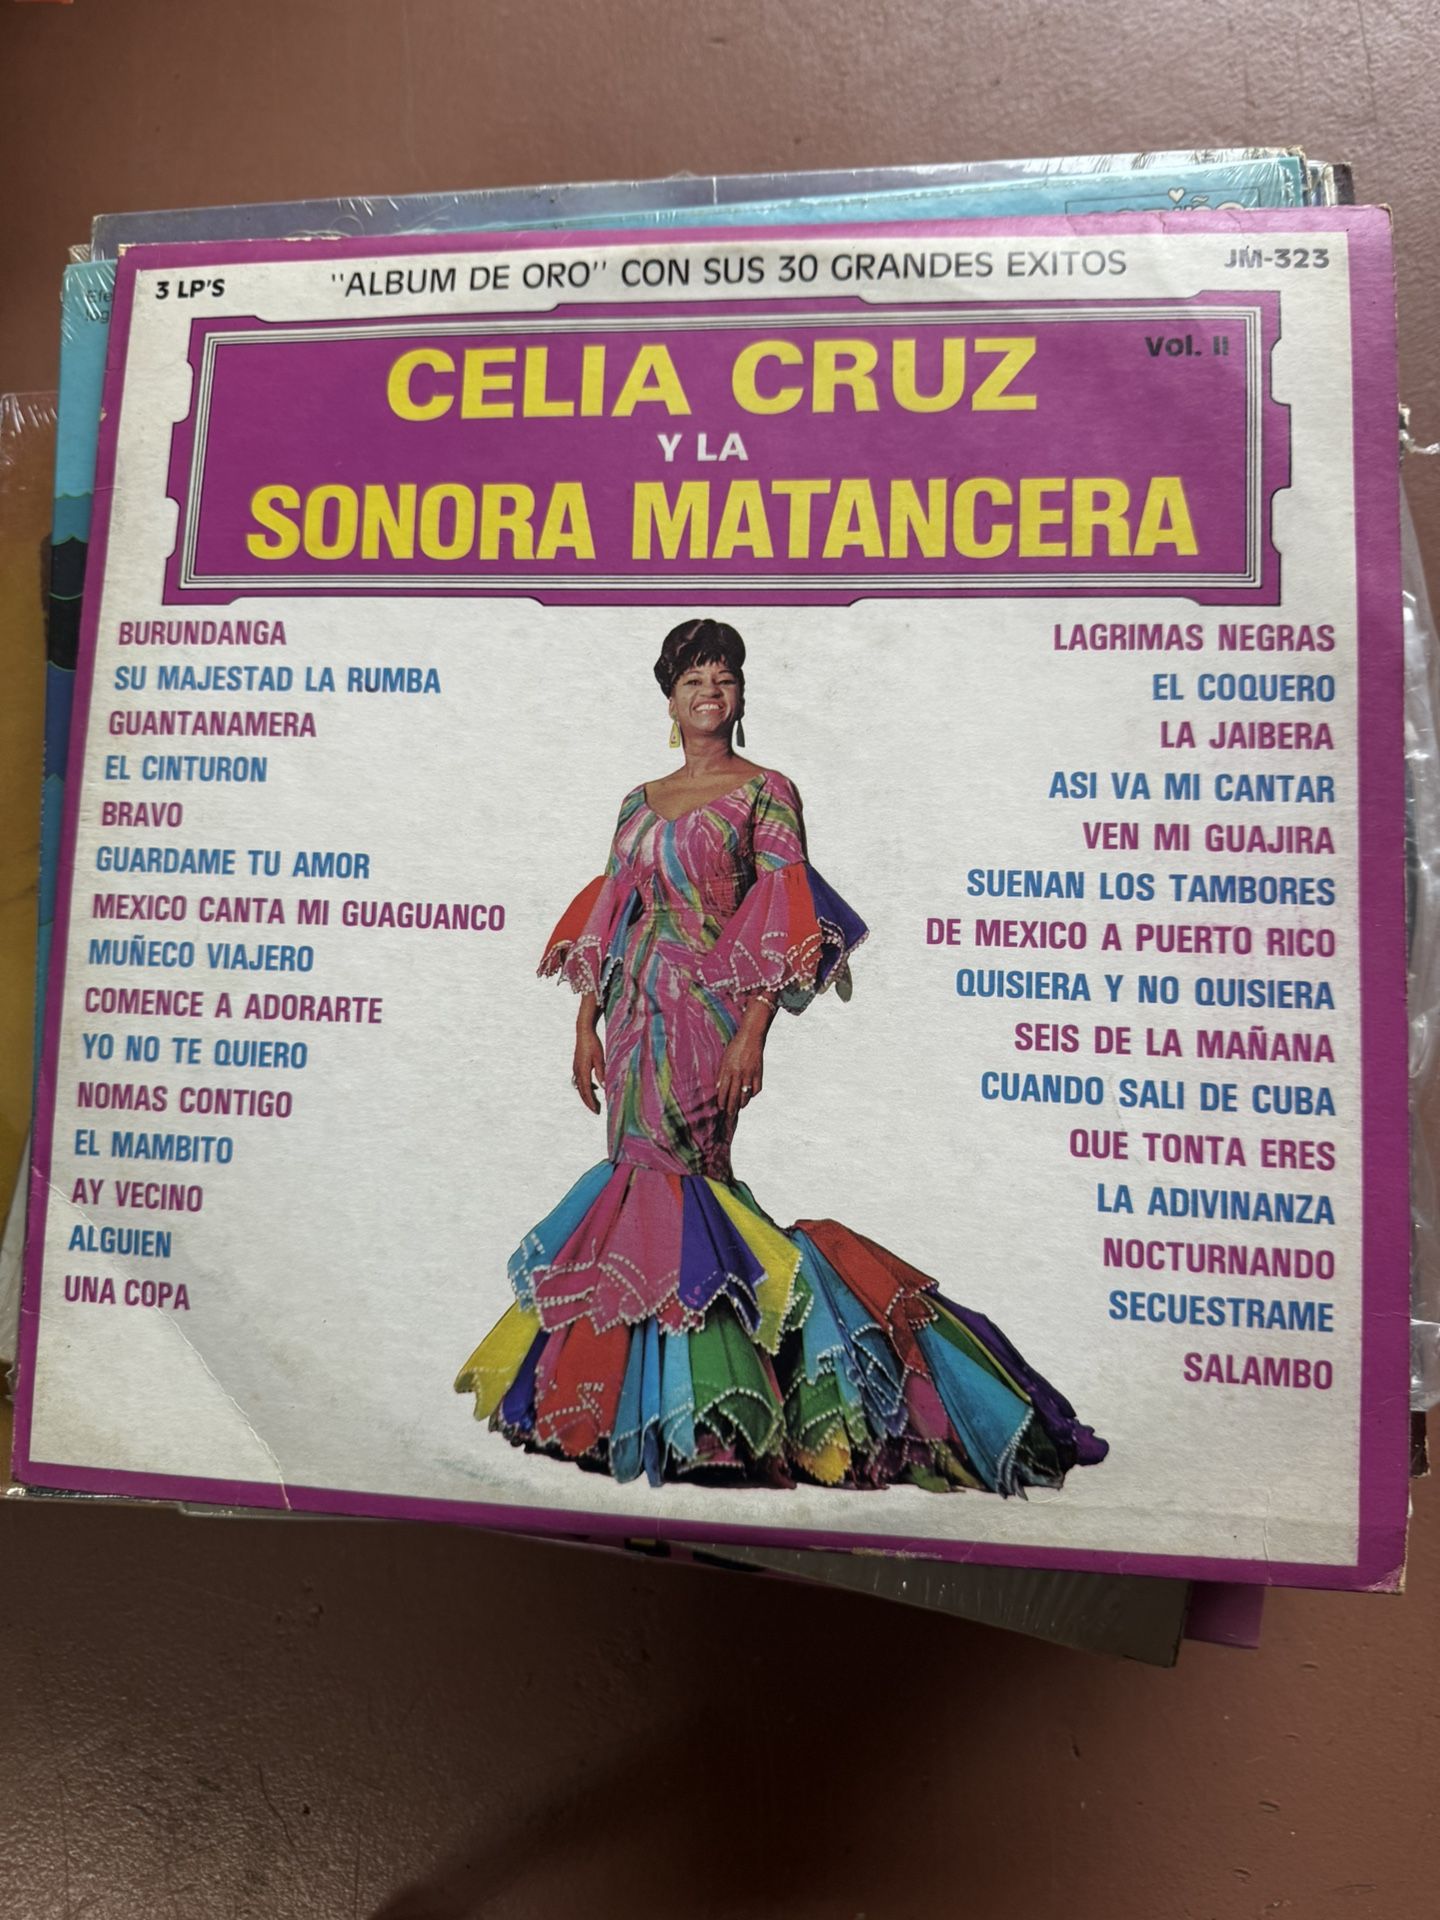 3 LP'S
"ALBUM DE ORO" CON SUS 30 GRANDES EXITOS
JM-323
Vol. II
CELIA CRUZ
Y LA
SONORA MATANCERA
BURUNDANGA
SU MAJESTAD LA RUMBA
GUANTANAMERA
EL CINTURON
BRAVO
GUARDAME TU AMOR
MEXICO CANTA MI GUAGUANCO
MUÑECO VIAJERO
COMENCE A ADORARTE
YO NO TE QUIERO
NOMAS CONTIGO
EL MAMBITO
AY VECINO
ALGUIEN
UNA COPA
LAGRIMAS NEGRAS
EL COQUERO
LA JAIBERA
ASI VA MI CANTAR
VEN MI GUAJIRA
SUENAN LOS TAMBORES
DE MEXICO A PUERTO RICO
QUISIERA Y NO QUISIERA
SEIS DE LA MAÑANA
CUANDO SALI DE CUBA
QUE TONTA ERES
LA ADIVINANZA
NOCTURNANDO
SECUESTRAME
SALAMBO